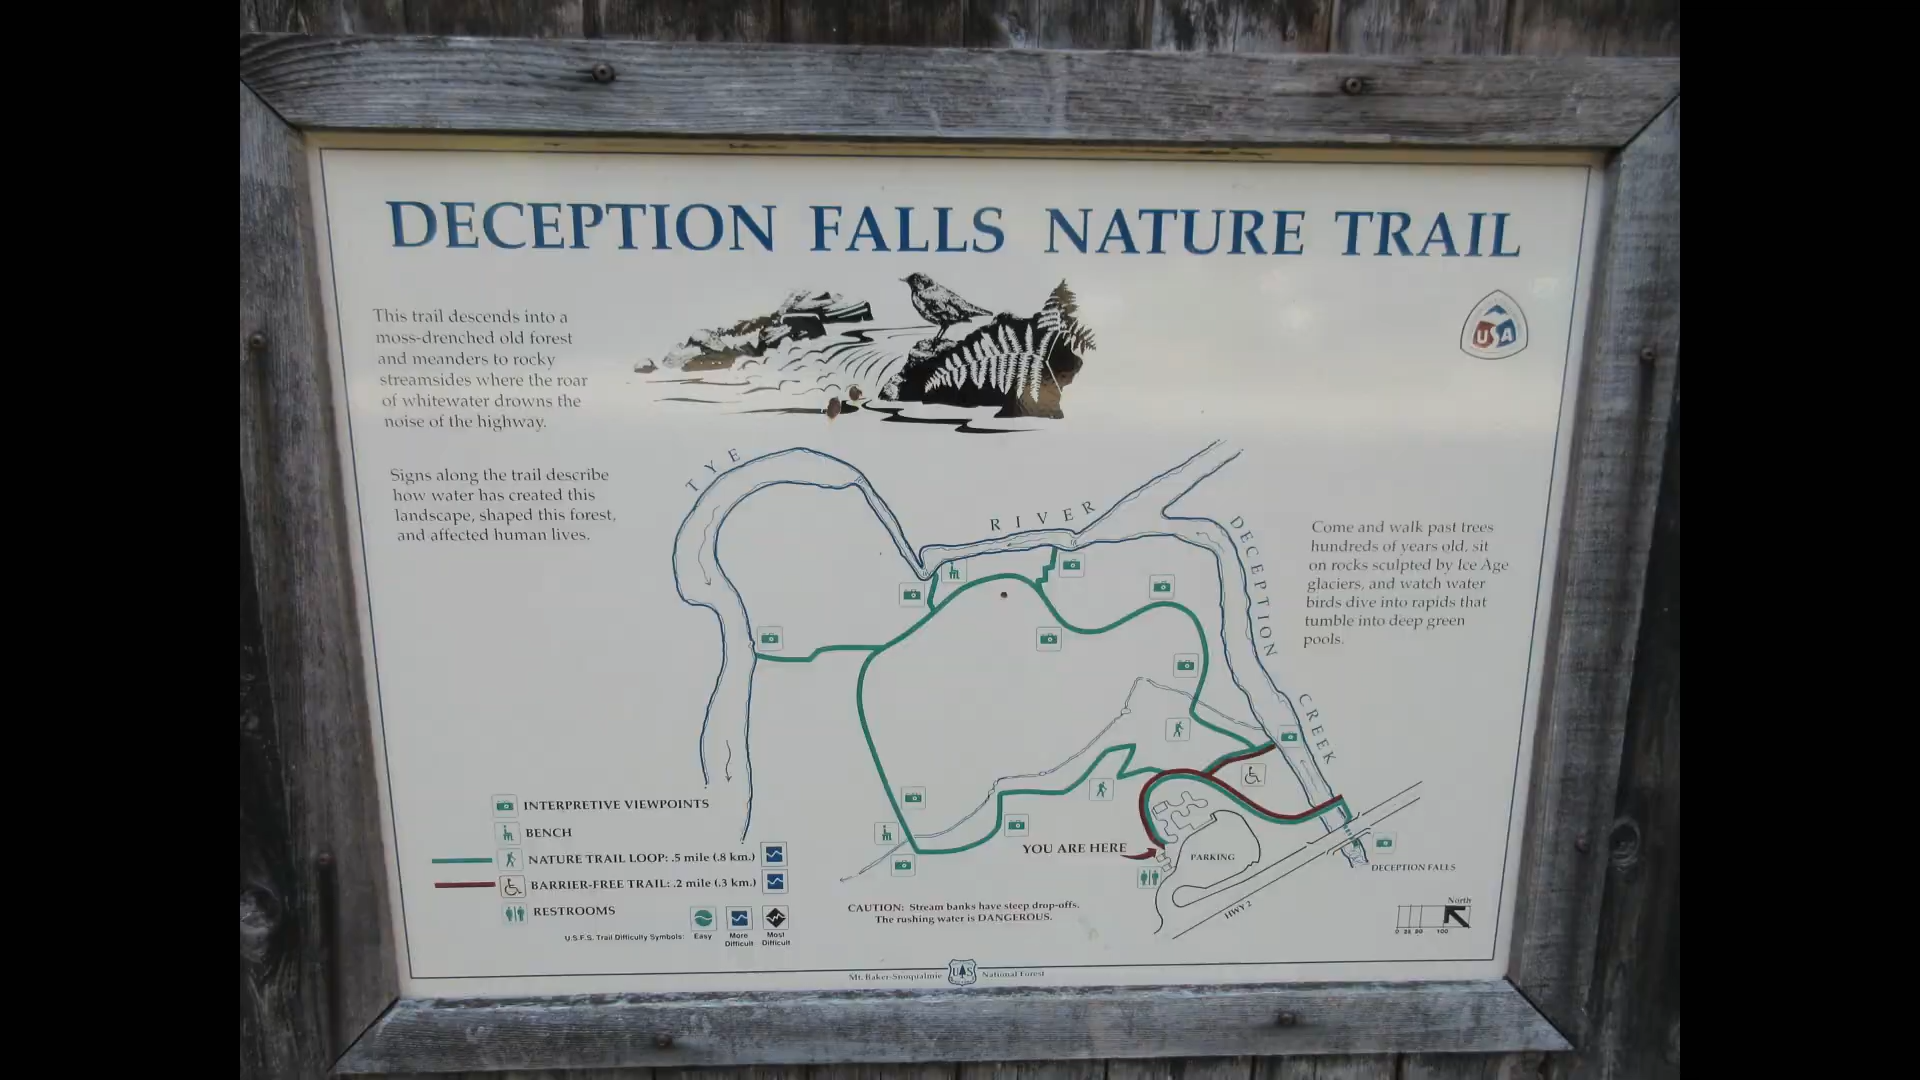 DECEPTION FALLS NATURE TRAIL
This trail descends into a
moss-drenched old forest
and meanders to rocky
streamsides where the roar
of whitewater drowns the
noise of the highway.
Signs along the trail describe
how water has created this
landscape, shaped this forest,
and affected human lives.
USA
Come and walk past trees
hundreds of years old, sit
on rocks sculpted by Ice Age
glaciers, and watch water
birds dive into rapids that
tumble into deep green
pools.
TYE
RIVER
DECEPTION
CREEK
INTERPRETIVE VIEWPOINTS
BENCH
NATURE TRAIL LOOP: .5 mile (.8 km.)
BARRIER-FREE TRAIL: .2 mile (.3 km.)
RESTROOMS
U.S.F.S. Trail Difficulty Symbols:
Easy
More
Difficult
Most
Difficult
YOU ARE HERE
PARKING
HWY 2
DECEPTION FALLS
CAUTION: Stream banks have steep drop-offs.
The rushing water is DANGEROUS.
North
0 25 50 100
Mt. Baker-Snoqualmie US National Forest